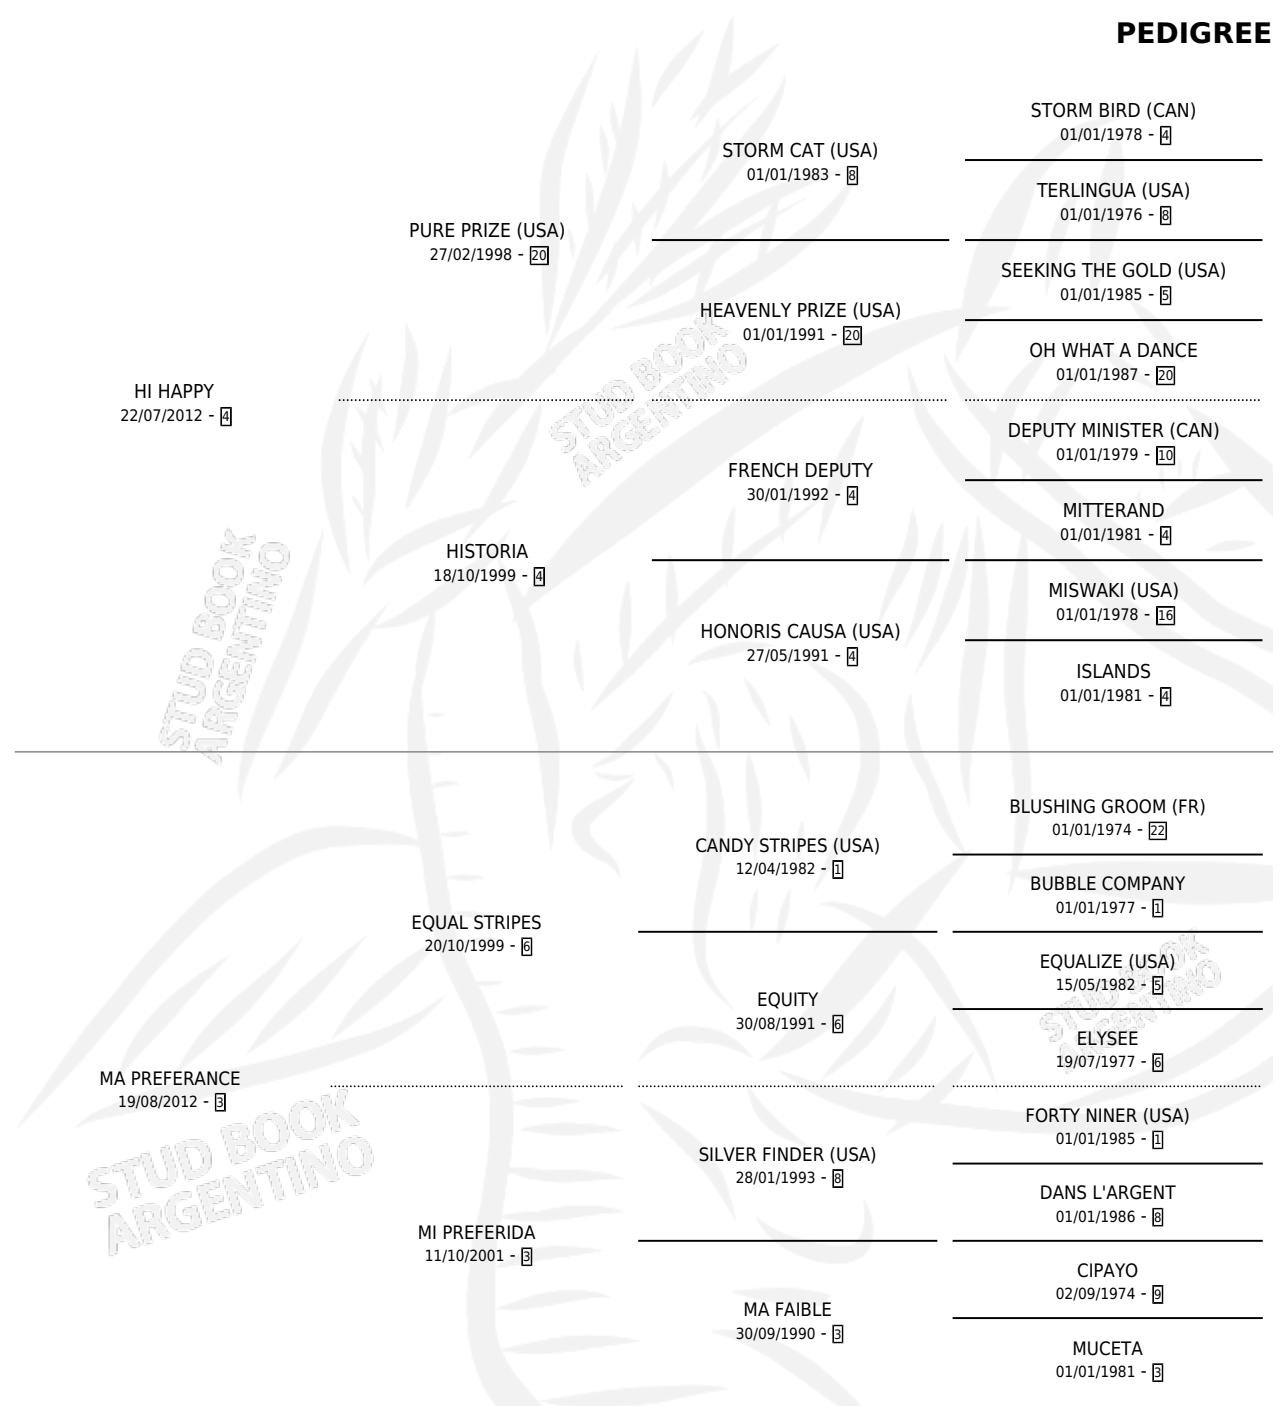 PEDIGREE
STORM BIRD (CAN)
01/01/1978 - 4
STORM CAT (USA)
01/01/1983 - 8
TERLINGUA (USA)
01/01/1976 - 8
PURE PRIZE (USA)
27/02/1998 - 20
SEEKING THE GOLD (USA)
01/01/1985 - 5
HEAVENLY PRIZE (USA)
01/01/1991 - 20
OH WHAT A DANCE
01/01/1987 - 20
HI HAPPY
22/07/2012 - 4
STUD BOOK
ARGENTINO
DEPUTY MINISTER (CAN)
01/01/1979 - 10
FRENCH DEPUTY
30/01/1992 - 4
MITTERAND
01/01/1981 - 4
HISTORIA
18/10/1999 - 4
MISWAKI (USA)
01/01/1978 - 16
HONORIS CAUSA (USA)
27/05/1991 - 4
ISLANDS
01/01/1981 - 4
STUD BOOK
ARGENTINO
BLUSHING GROOM (FR)
01/01/1974 - 22
CANDY STRIPES (USA)
12/04/1982 - 1
BUBBLE COMPANY
01/01/1977 - 1
EQUAL STRIPES
20/10/1999 - 6
EQUALIZE (USA)
15/05/1982 - 5
EQUITY
30/08/1991 - 6
ELYSEE
19/07/1977 - 6
STUD BOOK
ARGENTINO
MA PREFERANCE
19/08/2012 - 3
FORTY NINER (USA)
01/01/1985 - 1
SILVER FINDER (USA)
28/01/1993 - 8
DANS L'ARGENT
01/01/1986 - 8
STUD BOOK
ARGENTINO
MI PREFERIDA
11/10/2001 - 3
CIPAYO
02/09/1974 - 9
MA FAIBLE
30/09/1990 - 3
MUCETA
01/01/1981 - 3